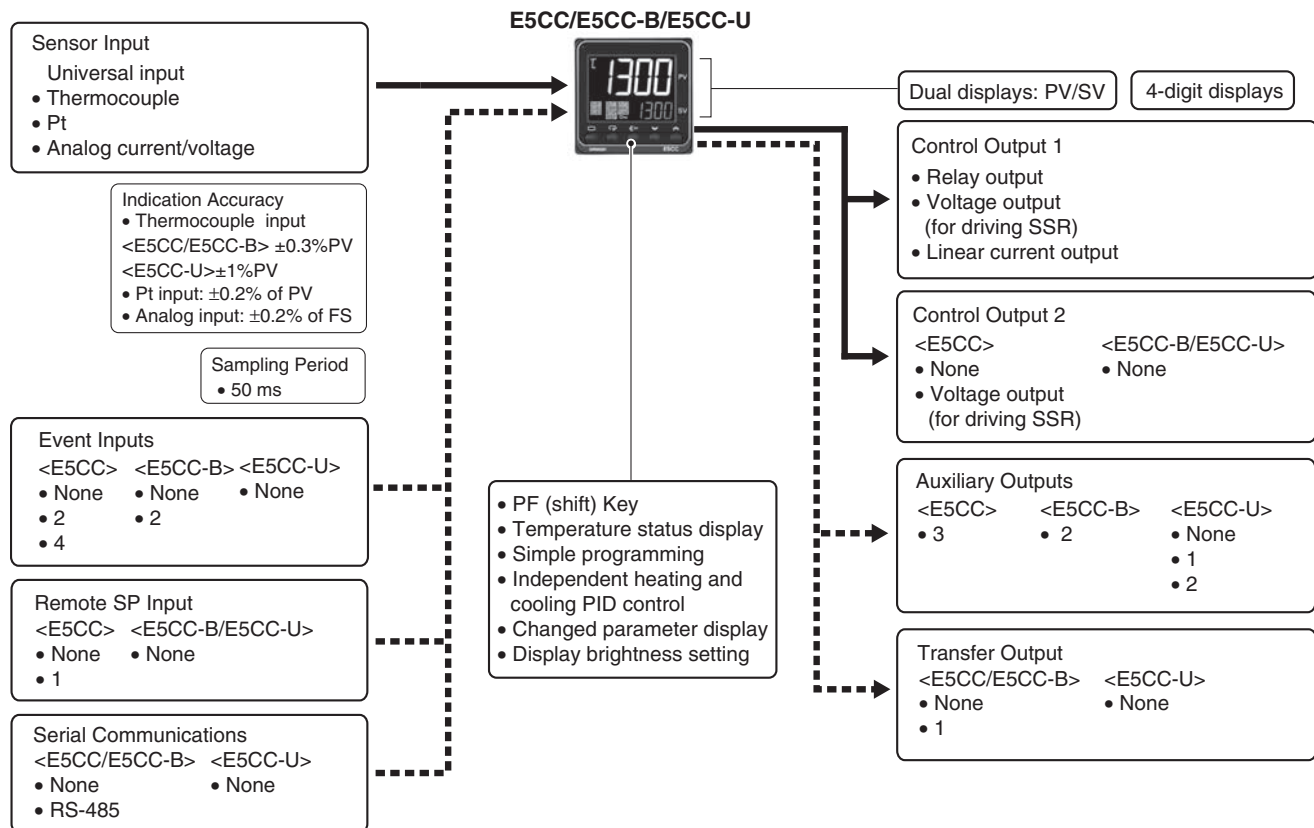 E5CC/E5CC-B/E5CC-U
Sensor Input
Universal input
• Thermocouple
• Pt
• Analog current/voltage
Indication Accuracy
• Thermocouple input
<E5CC/E5CC-B> ±0.3%PV
<E5CC-U>±1%PV
• Pt input: ±0.2% of PV
• Analog input: ±0.2% of FS
Sampling Period
• 50 ms
Event Inputs
<E5CC> <E5CC-B> <E5CC-U>
• None • None • None
• 2 • 2
• 4
Remote SP Input
<E5CC> <E5CC-B/E5CC-U>
• None • None
• 1
Serial Communications
<E5CC/E5CC-B> <E5CC-U>
• None • None
• RS-485
1300 PV
1300 SV
E5CC
• PF (shift) Key
• Temperature status display
• Simple programming
• Independent heating and
cooling PID control
• Changed parameter display
• Display brightness setting
Dual displays: PV/SV 4-digit displays
Control Output 1
• Relay output
• Voltage output
(for driving SSR)
• Linear current output
Control Output 2
<E5CC> <E5CC-B/E5CC-U>
• None • None
• Voltage output
(for driving SSR)
Auxiliary Outputs
<E5CC> <E5CC-B> <E5CC-U>
• 3 • 2 • None
• 1
• 2
Transfer Output
<E5CC/E5CC-B> <E5CC-U>
• None • None
• 1